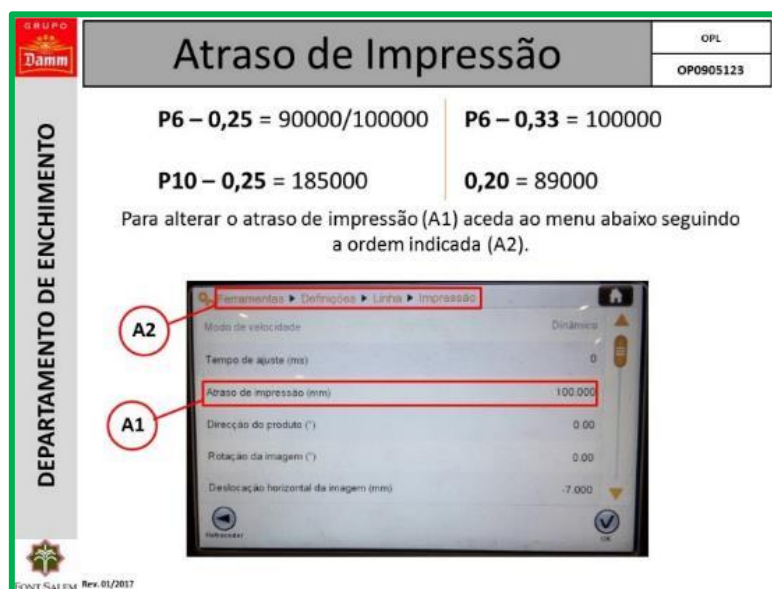 GRUPO
Damm
Atraso de Impressão
OPL
OP0905123
DEPARTAMENTO DE ENCHIMENTO
P6 – 0,25 = 90000/100000
P6 – 0,33 = 100000
P10 – 0,25 = 185000
0,20 = 89000
Para alterar o atraso de impressão (A1) aceda ao menu abaixo seguindo
a ordem indicada (A2).
A2
A1
Ferramentas ▶ Definições ▶ Linha ▶ Impressão
Modo de velocidade Dinâmico
Tempo de ajuste (ms) 0
Atraso de impressão (mm) 100.000
Direcção do produto (°) 0.00
Rotação da imagem (°) 0.00
Deslocação horizontal da imagem (mm) -7.000
Retroceder
OK
FONT SALEM
Rev. 01/2017